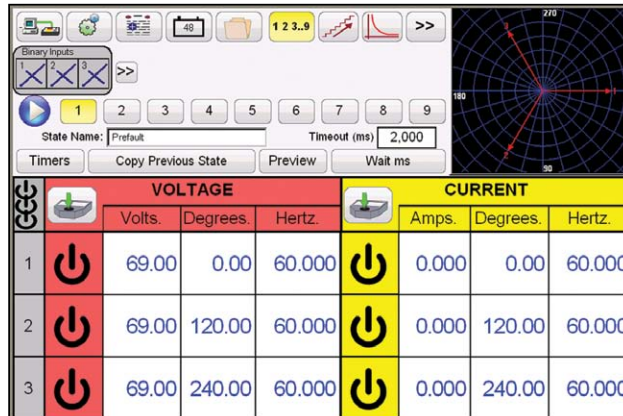 48
1 2 3..9
>>
Binary Inputs
1 2 3
>>
1 2 3 4 5 6 7 8 9
State Name: Prefault Timeout (ms) 2,000
Timers Copy Previous State Preview Wait ms
270
180
90
3
1
2
VOLTAGE CURRENT
Volts. Degrees. Hertz. Amps. Degrees. Hertz.
1 69.00 0.00 60.000 0.000 0.00 60.000
2 69.00 120.00 60.000 0.000 120.00 60.000
3 69.00 240.00 60.000 0.000 240.00 60.000